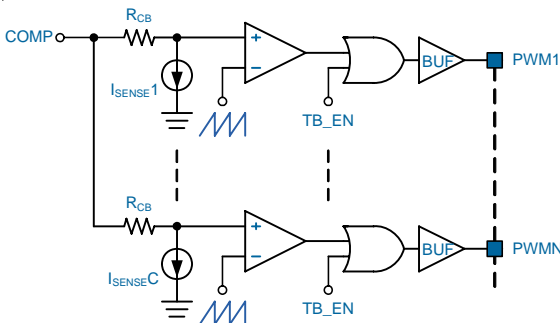 RCB
COMP
+
−
BUF
PWM1
ISENSE1
TB_EN
RCB
+
−
BUF
PWMN
ISENSEC
TB_EN